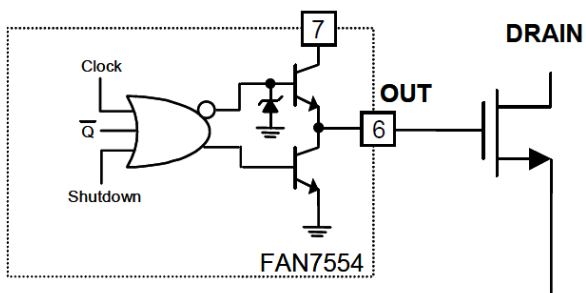 7
DRAIN
Clock
OUT
Q̅
6
Shutdown
FAN7554